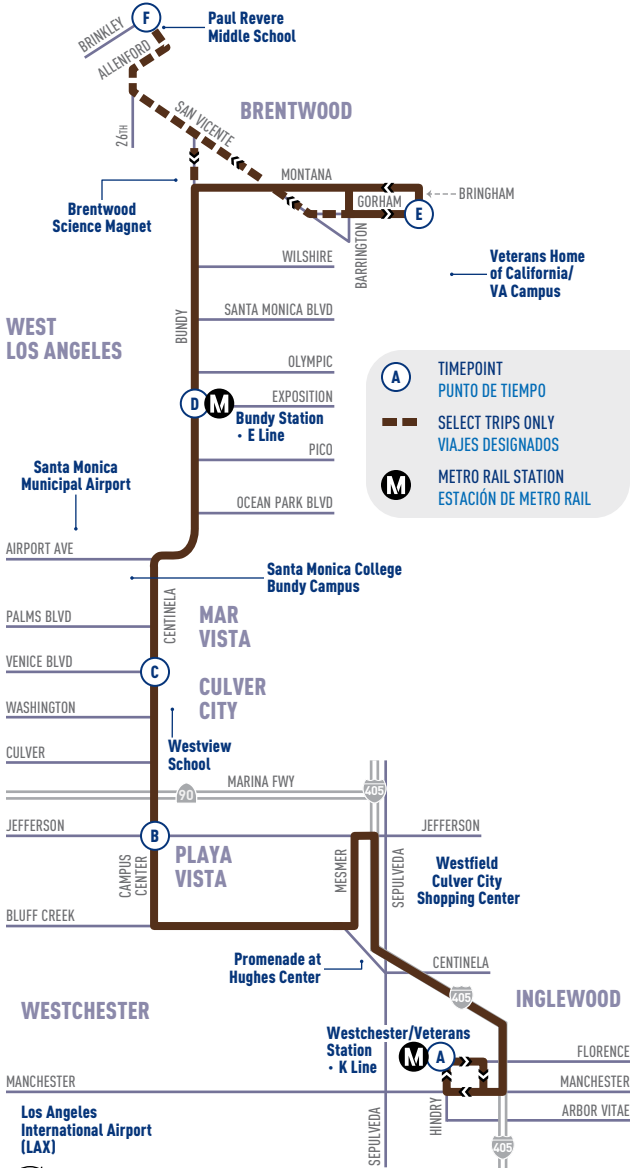 F
Paul Revere
Middle School
BRINKLEY
ALLENFORD
SAN VICENTE
BRENTWOOD
26TH
MONTANA
GORHAM
BRINGHAM
E
Brentwood
Science Magnet
BARRINGTON
WILSHIRE
Veterans Home
of California/
VA Campus
BUNDY
SANTA MONICA BLVD
WEST
LOS ANGELES
OLYMPIC
A
TIMEPOINT
PUNTO DE TIEMPO
D
M
EXPOSITION
Bundy Station
• E Line
SELECT TRIPS ONLY
VIAJES DESIGNADOS
PICO
Santa Monica
Municipal Airport
M
METRO RAIL STATION
ESTACIÓN DE METRO RAIL
OCEAN PARK BLVD
AIRPORT AVE
Santa Monica College
Bundy Campus
CENTINELA
PALMS BLVD
MAR
VISTA
VENICE BLVD
C
CULVER
CITY
WASHINGTON
CULVER
Westview
School
MARINA FWY
90
405
JEFFERSON
B
JEFFERSON
CAMPUS
CENTER
PLAYA
VISTA
MESMER
SEPULVEDA
Westfield
Culver City
Shopping Center
BLUFF CREEK
Promenade at
Hughes Center
CENTINELA
405
WESTCHESTER
INGLEWOOD
Westchester/Veterans
Station
• K Line
M
A
FLORENCE
MANCHESTER
MANCHESTER
HINDRY
ARBOR VITAE
Los Angeles
International Airport
(LAX)
SEPULVEDA
405